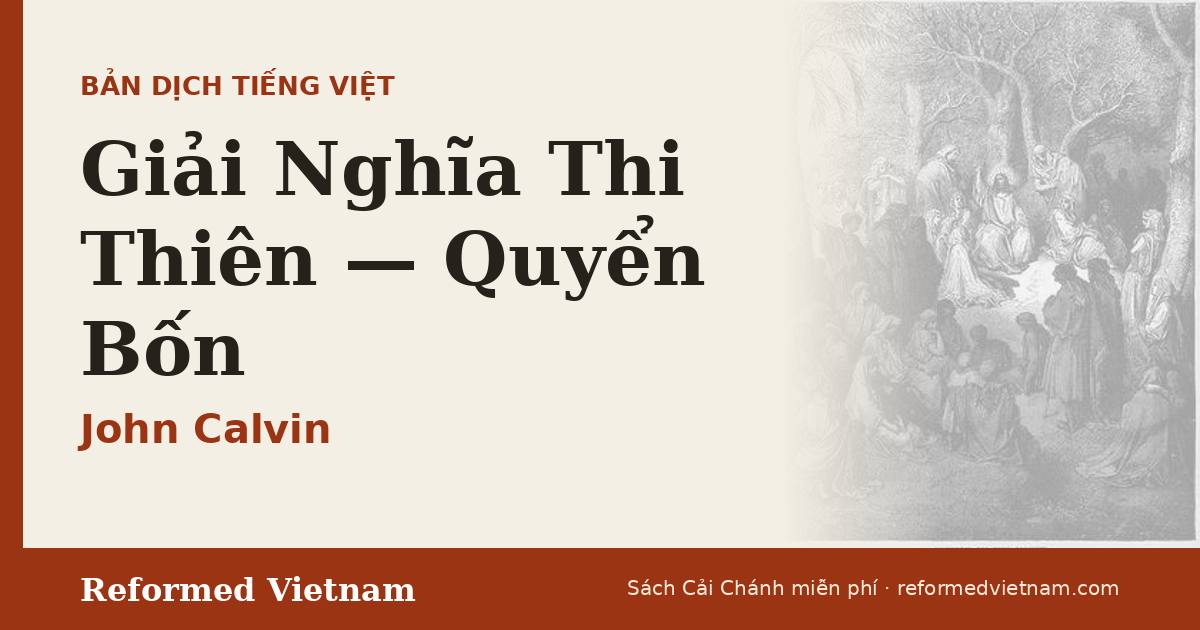 BẢN DỊCH TIẾNG VIỆT
Giải Nghĩa Thi
Thiên — Quyển
Bốn
John Calvin
Reformed Vietnam
Sách Cải Chánh miễn phí · reformedvietnam.com